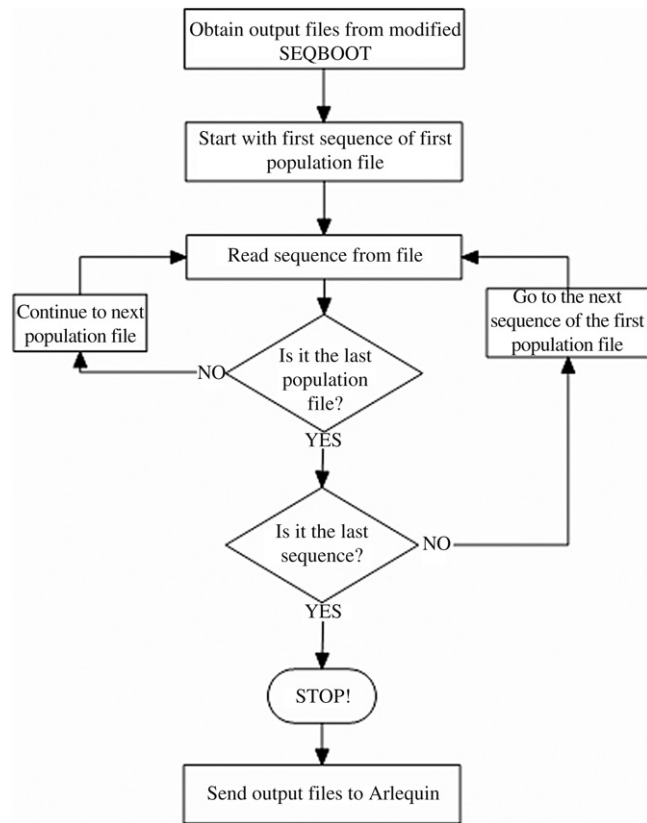 Obtain output files from modified
SEQBOOT
Start with first sequence of first
population file
Read sequence from file
Continue to next
population file
Go to the next
sequence of the first
population file
Is it the last
population
file?
NO
YES
Is it the last
sequence?
NO
YES
STOP!
Send output files to Arlequin